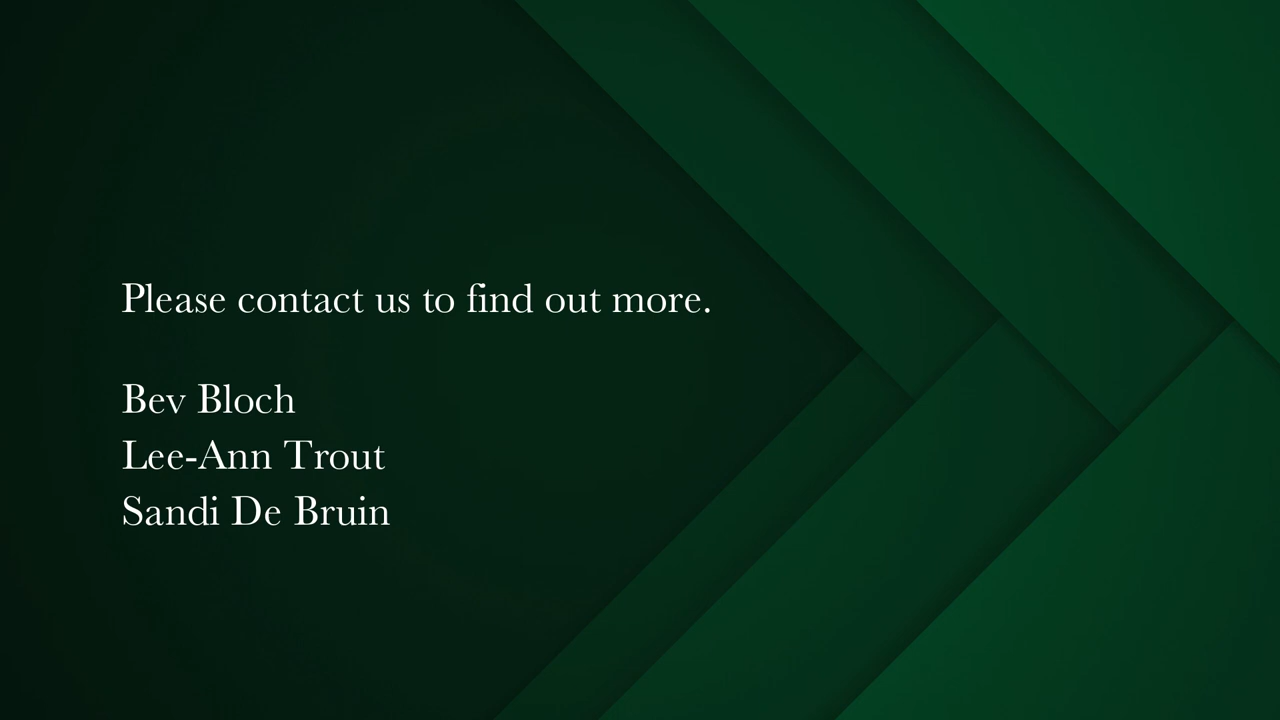 Please contact us to find out more.
Bev Bloch
Lee-Ann Trout
Sandi De Bruin